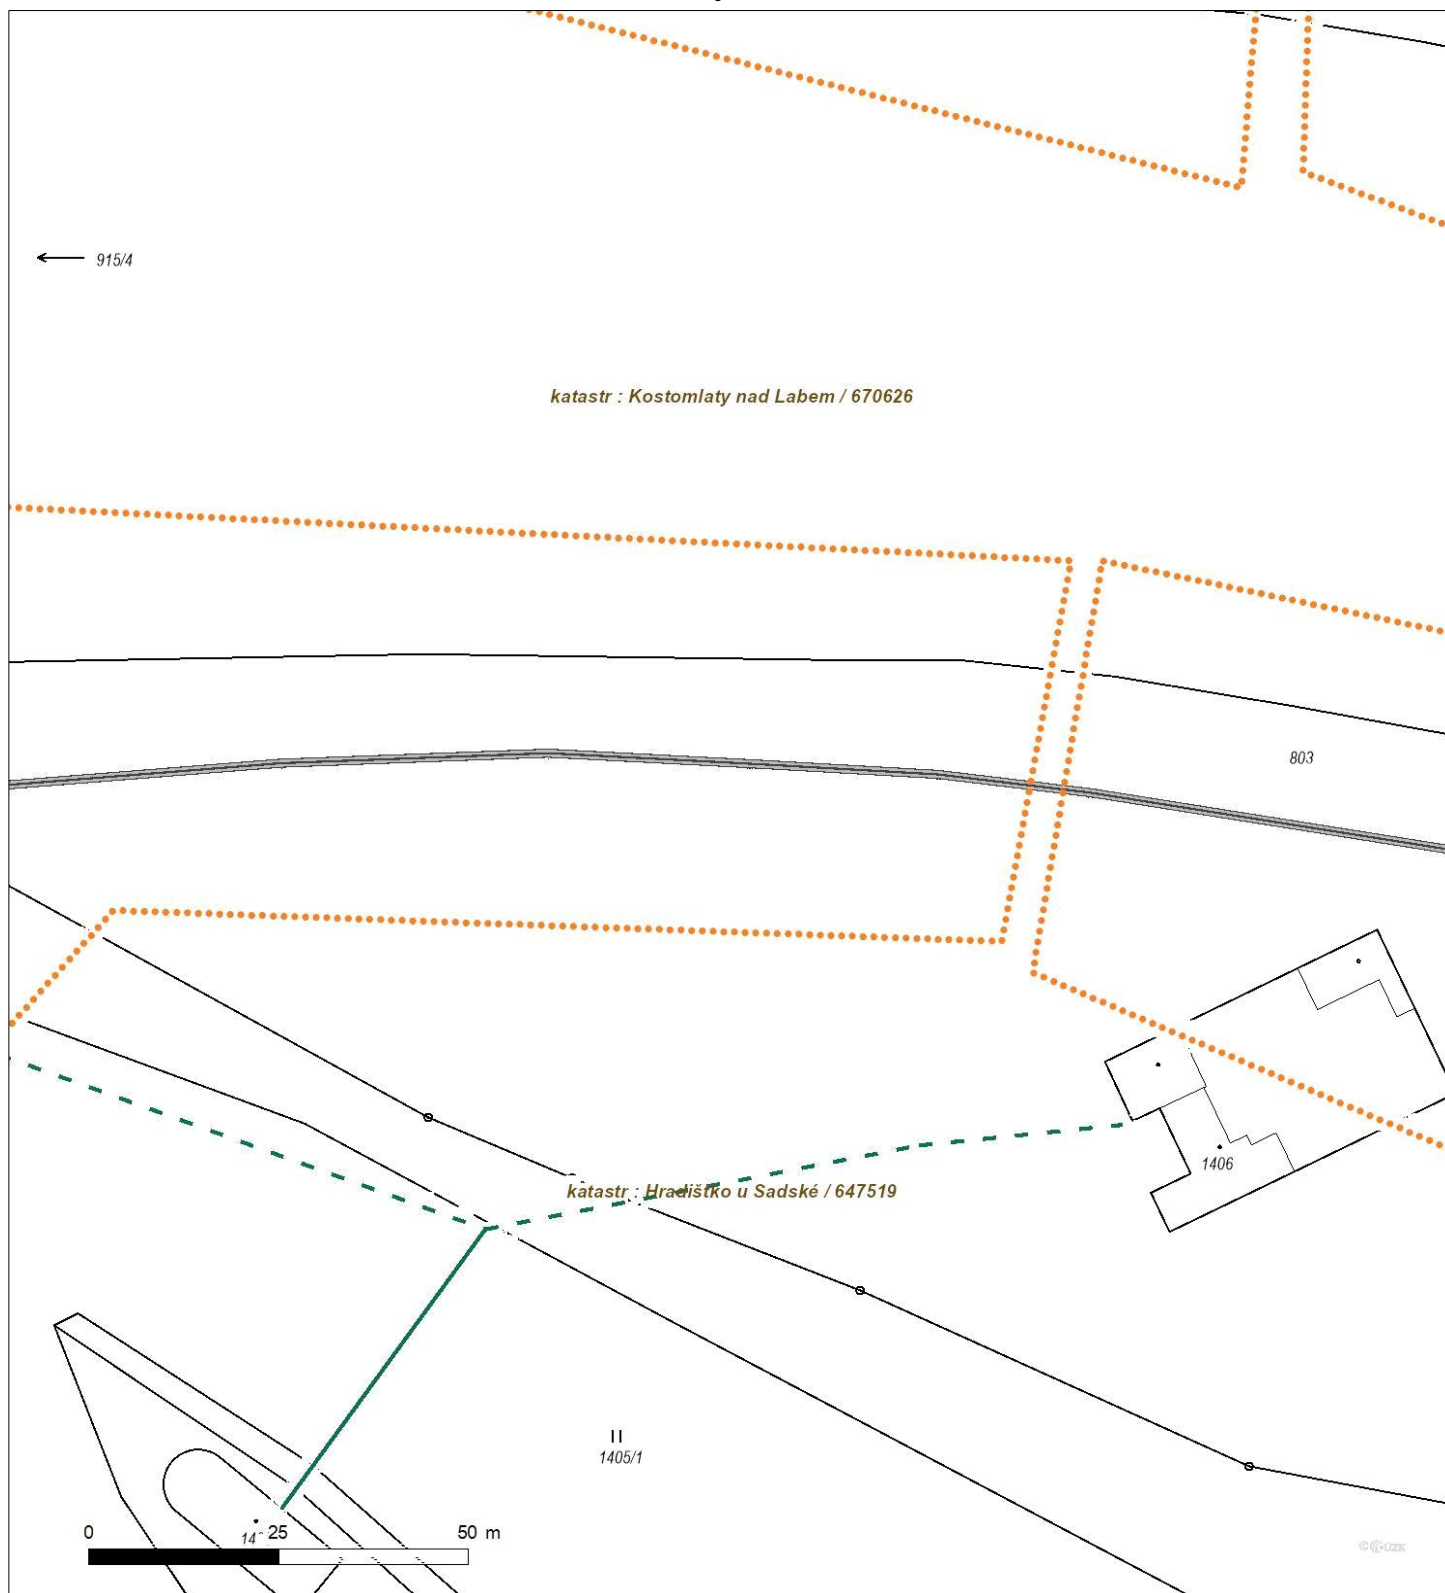 915/4
katastr : Kostomlaty nad Labem / 670626
803
1406
katastr : Hradištko u Sadské / 647519
II
1405/1
0 25 50 m
©ČÚZK